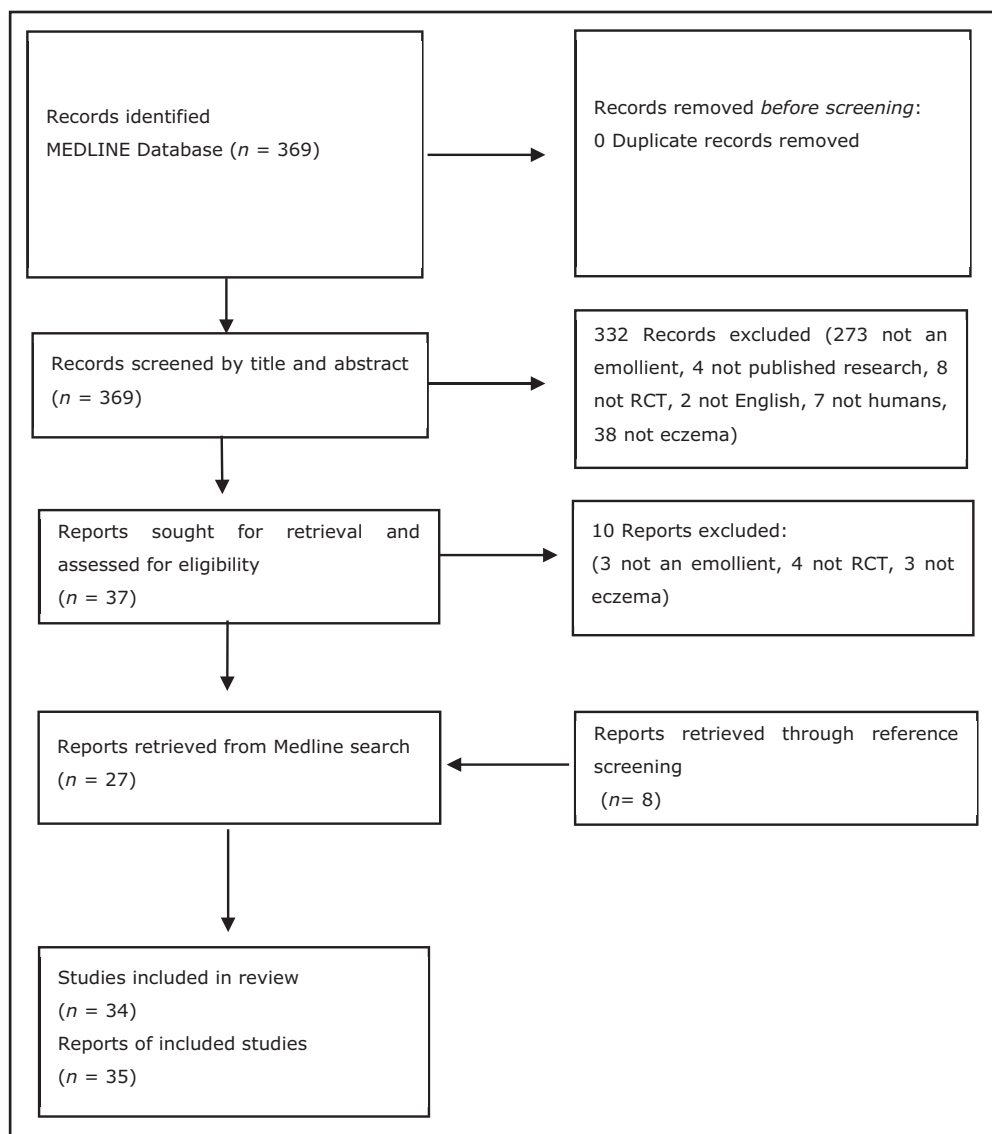 Records identified
MEDLINE Database (n = 369)
Records removed before screening:
0 Duplicate records removed
Records screened by title and abstract
(n = 369)
332 Records excluded (273 not an
emollient, 4 not published research, 8
not RCT, 2 not English, 7 not humans,
38 not eczema)
Reports sought for retrieval and
assessed for eligibility
(n = 37)
10 Reports excluded:
(3 not an emollient, 4 not RCT, 3 not
eczema)
Reports retrieved from Medline search
(n = 27)
Reports retrieved through reference
screening
(n= 8)
Studies included in review
(n = 34)
Reports of included studies
(n = 35)